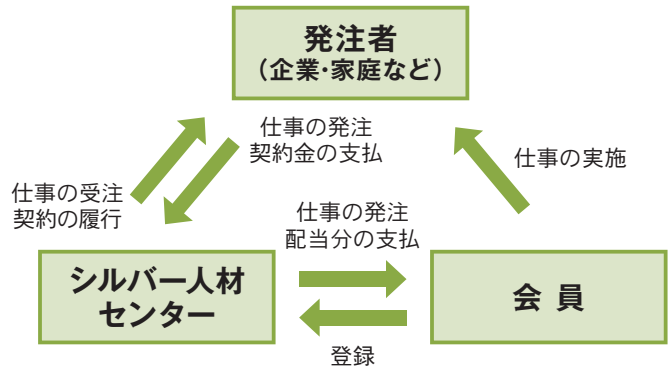 発注者
（企業・家庭など）
仕事の発注
契約金の支払
仕事の実施
仕事の受注
契約の履行
仕事の発注
配当分の支払
シルバー人材
センター
会員
登録